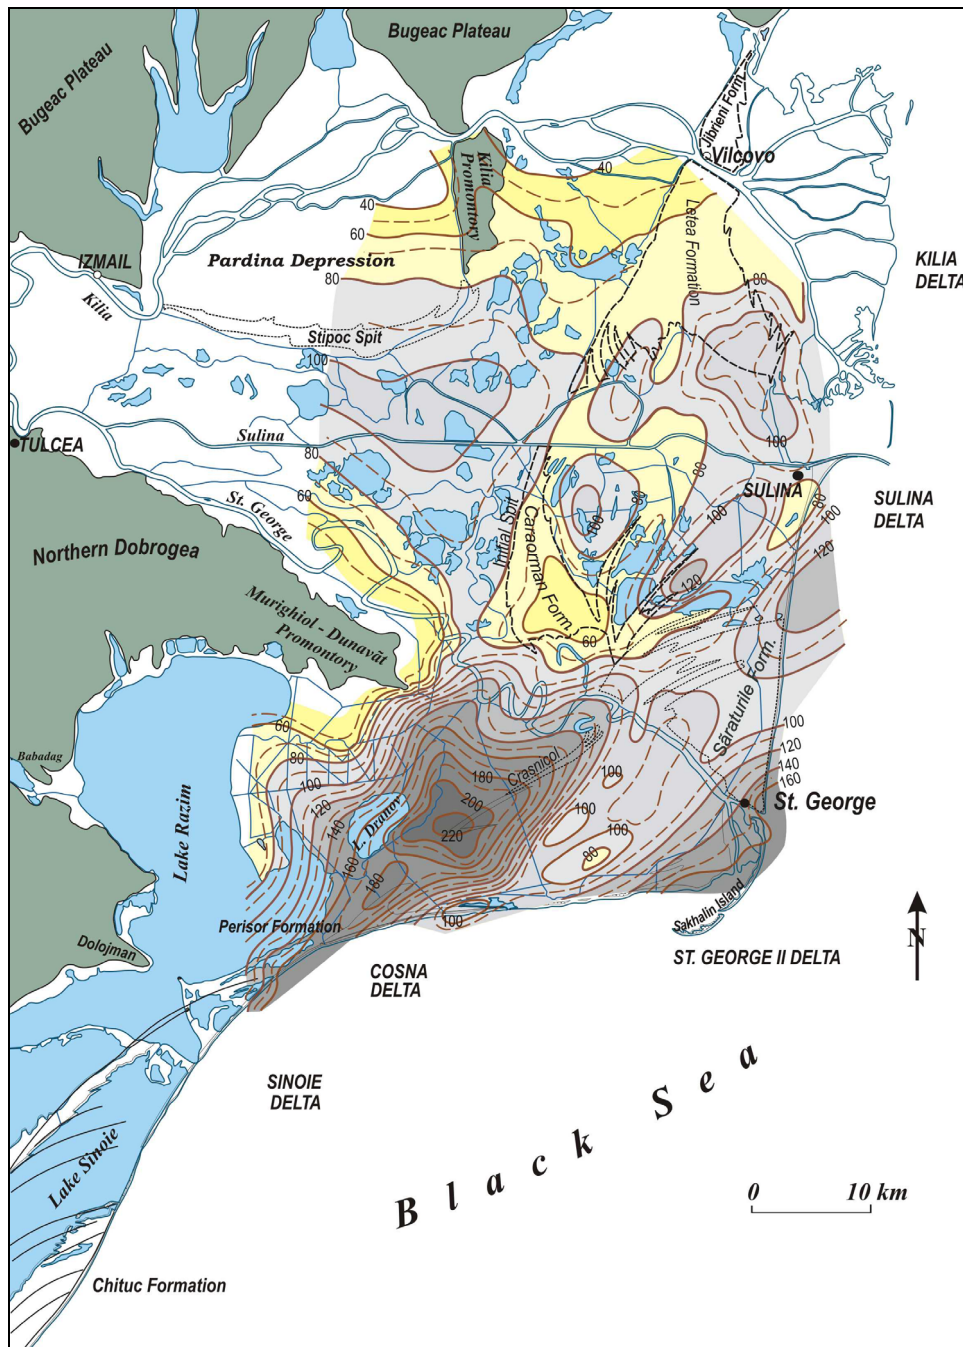 Bugeac Plateau
Bugeac Plateau
Jibrieni Form.
Vilcovo
Kilia
Promontory
40
40
60
Letea Formation
IZMAIL
Pardina Depression
KILIA
DELTA
80
80
Kilia
Stipoc Spit
100
Sulina
TULCEA
80
100
80
SULINA
60
St. George
80
100
80
100
SULINA
DELTA
100
120
Initial Spit
Caraorman Form.
120
Northern Dobrogea
Murighiol - Dunavăt
Promontory
60
Săraturile Form.
60
80
100
120
140
Babadag
Lake Razim
100
120
140
160
180
Crasnicol
100
200
L. Dranov
St. George
100
100
220
80
160
180
Perisor Formation
100
Sakhalin Island
N
Dolojman
COSNA
DELTA
ST. GEORGE II DELTA
SINOIE
DELTA
Black Sea
Lake Sinoie
0 10 km
Chituc Formation